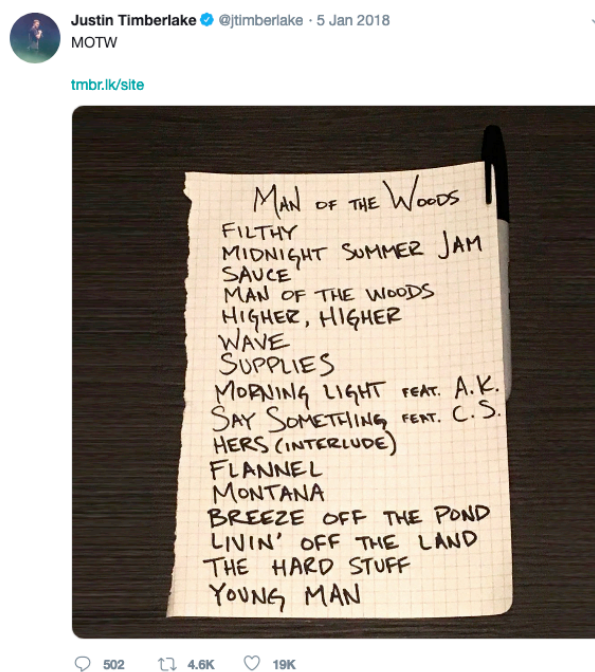 Justin Timberlake @jtimberlake · 5 Jan 2018
MOTW
tmbr.lk/site
MAN OF THE WOODS
FILTHY
MIDNIGHT SUMMER JAM
SAUCE
MAN OF THE WOODS
HIGHER, HIGHER
WAVE
SUPPLIES
MORNING LIGHT FEAT. A.K.
SAY SOMETHING FEAT. C.S.
HERS (INTERLUDE)
FLANNEL
MONTANA
BREEZE OFF THE POND
LIVIN' OFF THE LAND
THE HARD STUFF
YOUNG MAN
502 4.6K 19K